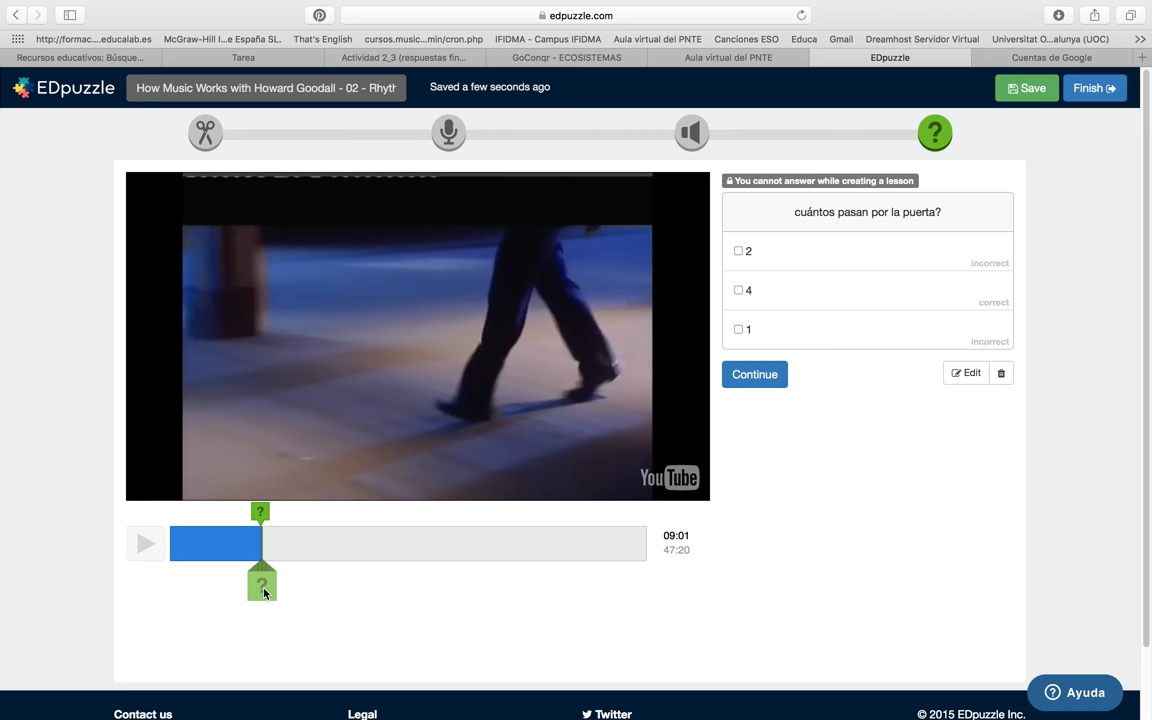 edpuzzle.com
http://formac....educalab.es McGraw-Hill I...e España SL. That's English cursos.music...min/cron.php IFIDMA - Campus IFIDMA Aula virtual del PNTE Canciones ESO Educa Gmail Dreamhost Servidor Virtual Universitat O...alunya (UOC)
Recursos educativos: Búsque... Tarea Actividad 2_3 (respuestas fin... GoConqr - ECOSISTEMAS Aula virtual del PNTE EDpuzzle Cuentas de Google
EDpuzzle How Music Works with Howard Goodall - 02 - Rhyth Saved a few seconds ago Save Finish
?
You cannot answer while creating a lesson
cuántos pasan por la puerta?
2
incorrect
4
correct
1
incorrect
Continue Edit
YouTube
?
09:01
47:20
?
Ayuda
Contact us Legal Twitter © 2015 EDpuzzle Inc.